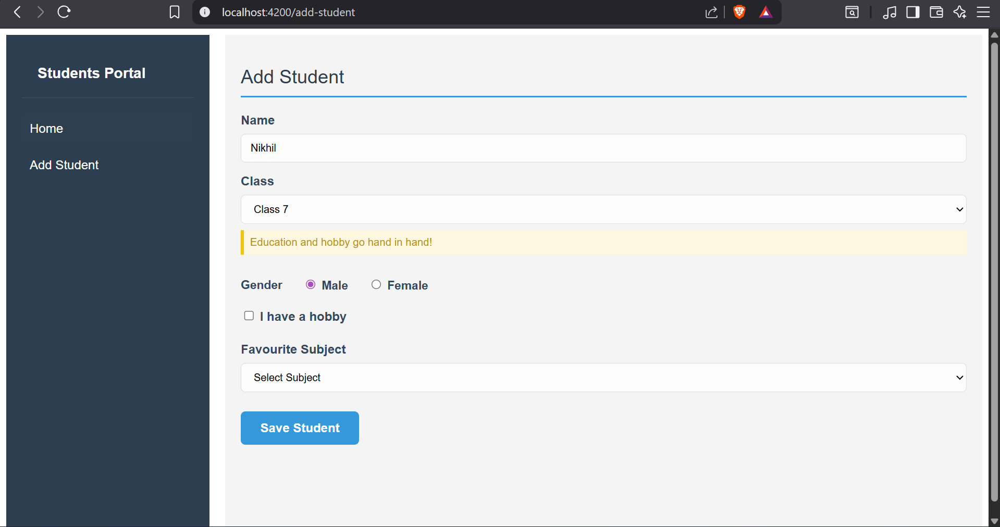 localhost:4200/add-student
Students Portal
Home
Add Student
Add Student
Name
Nikhil
Class
Class 7
Education and hobby go hand in hand!
Gender Male Female
I have a hobby
Favourite Subject
Select Subject
Save Student